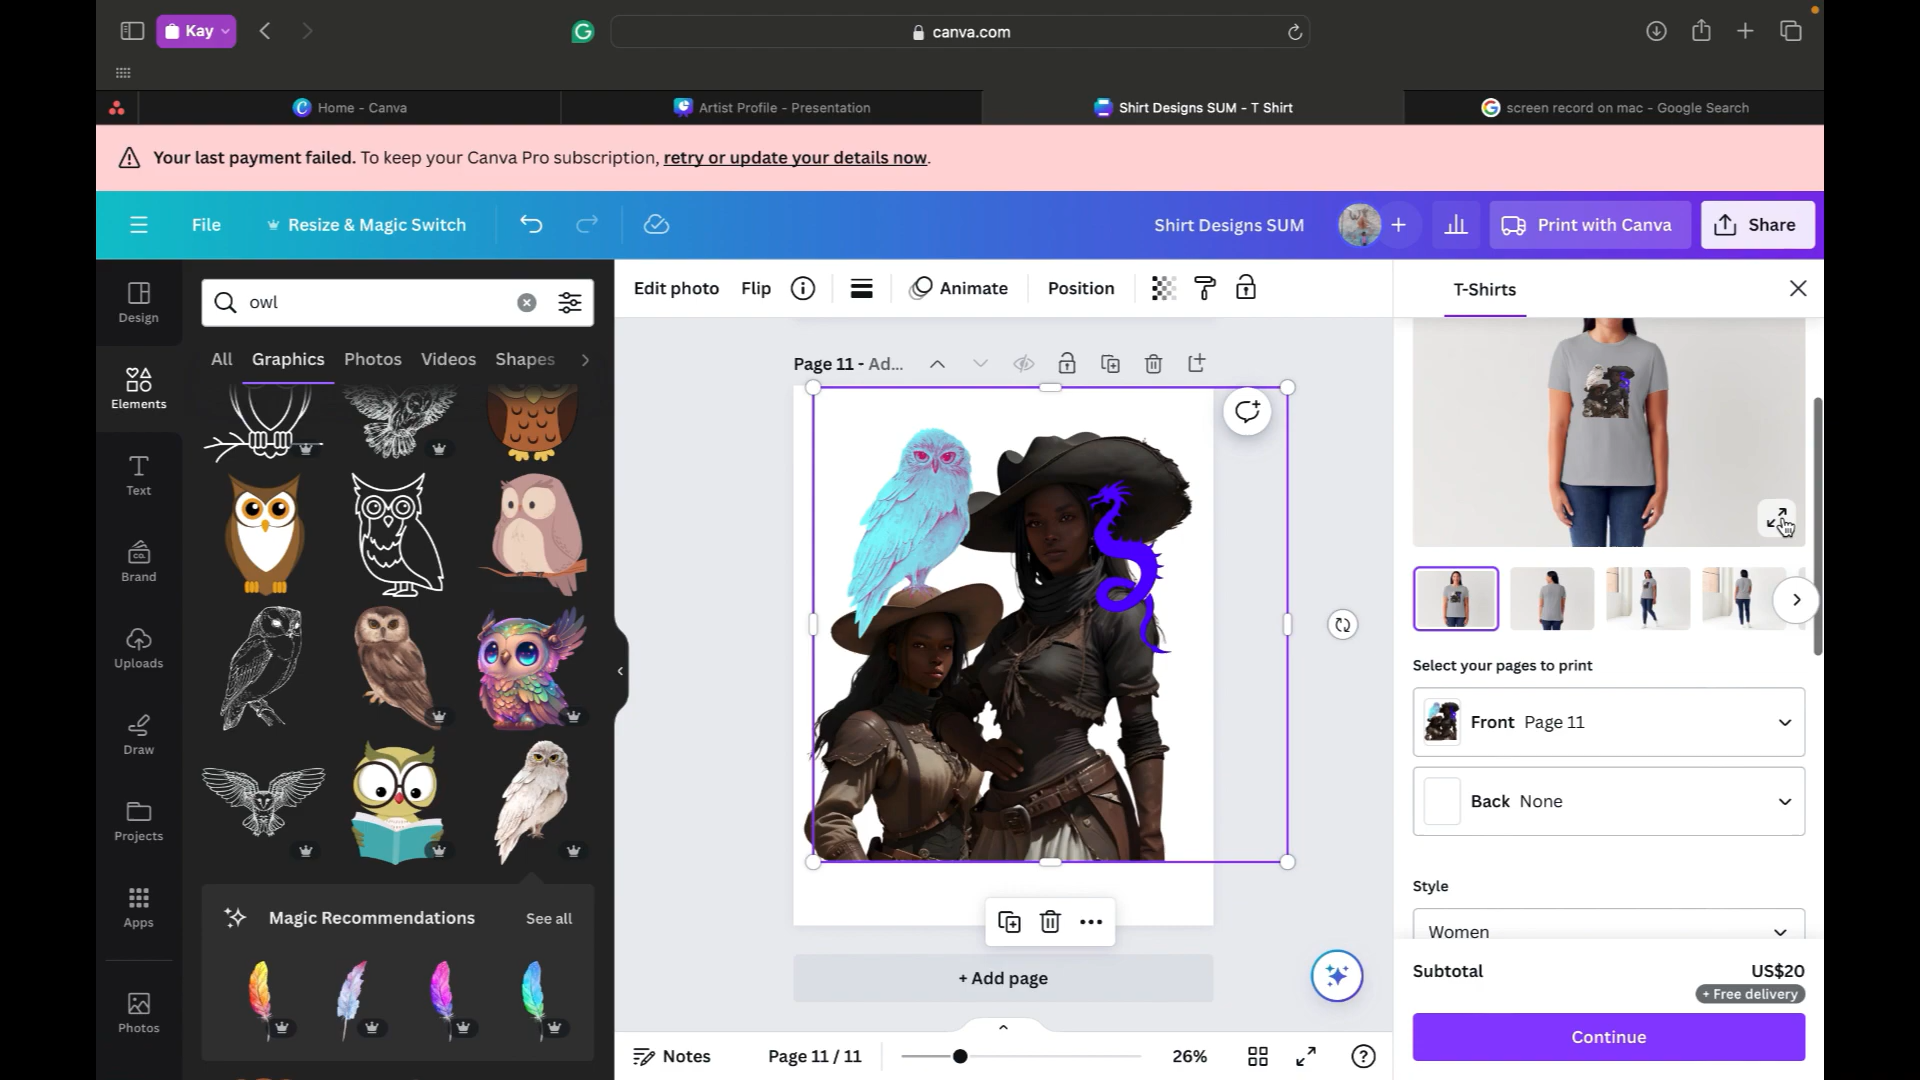 Kay
canva.com
Home - Canva
Artist Profile - Presentation
Shirt Designs SUM - T Shirt
screen record on mac - Google Search
Your last payment failed. To keep your Canva Pro subscription, retry or update your details now.
File
Resize & Magic Switch
Shirt Designs SUM
Print with Canva
Share
Design
Elements
Text
Brand
Uploads
Draw
Projects
Apps
Photos
owl
All
Graphics
Photos
Videos
Shapes
Magic Recommendations
See all
Edit photo
Flip
Animate
Position
Page 11 - Ad...
+ Add page
Notes
Page 11 / 11
26%
T-Shirts
Select your pages to print
Front Page 11
Back None
Style
Women
Subtotal
US$20
+ Free delivery
Continue